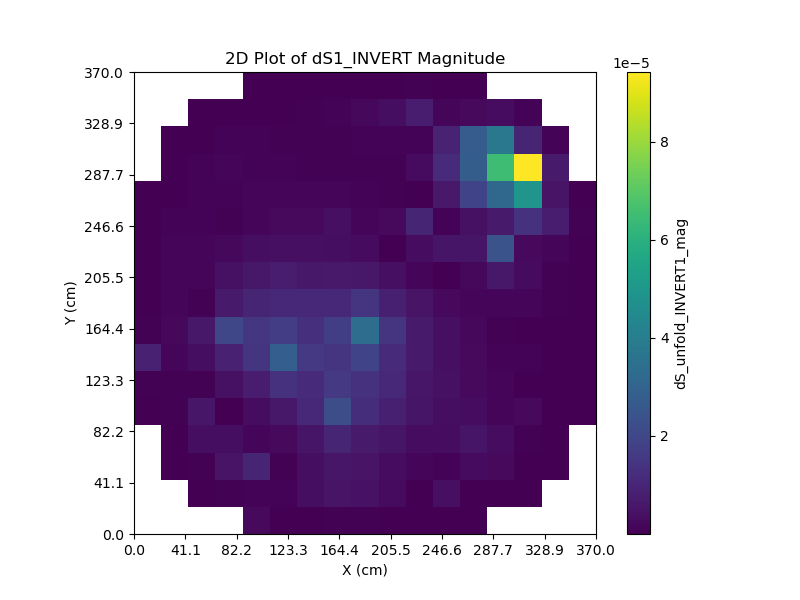 2D Plot of dS1_INVERT Magnitude
1e−5
370.0
328.9
287.7
246.6
205.5
164.4
123.3
82.2
41.1
0.0
Y (cm)
0.0 41.1 82.2 123.3 164.4 205.5 246.6 287.7 328.9 370.0
X (cm)
8
6
4
2
dS_unfold_INVERT1_mag